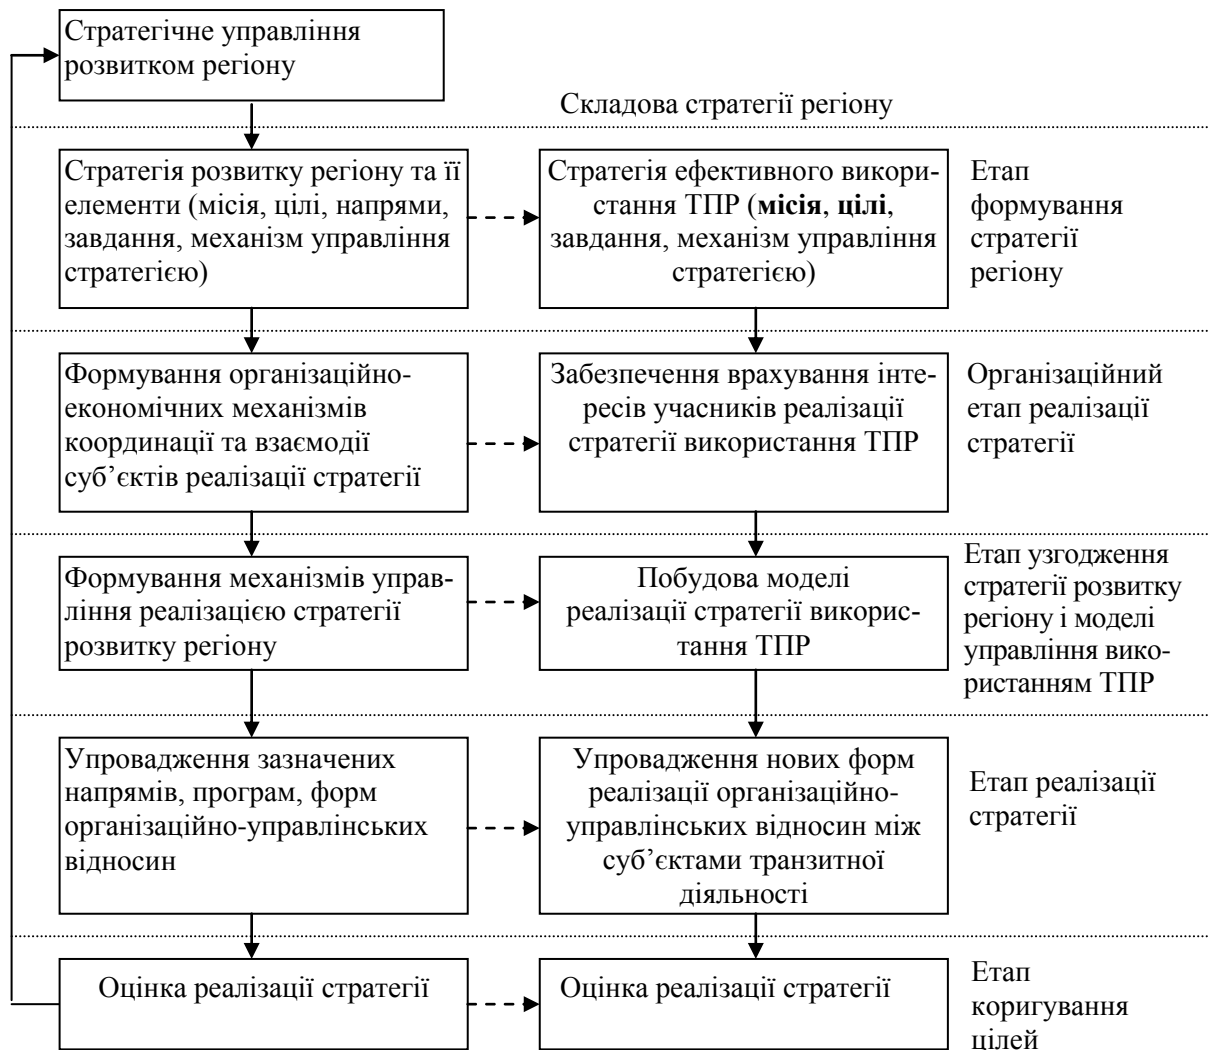 Стратегічне управління
розвитком регіону
Складова стратегії регіону
Стратегія розвитку регіону та її
елементи (місія, цілі, напрями,
завдання, механізм управління
стратегією)
Стратегія ефективного викори-
стання ТПР (місія, цілі,
завдання, механізм управління
стратегією)
Етап
формування
стратегії
регіону
Формування організаційно-
економічних механізмів
координації та взаємодії
суб’єктів реалізації стратегії
Забезпечення врахування інте-
ресів учасників реалізації
стратегії використання ТПР
Організаційний
етап реалізації
стратегії
Формування механізмів управ-
ління реалізацією стратегії
розвитку регіону
Побудова моделі
реалізації стратегії викорис-
тання ТПР
Етап узгодження
стратегії розвитку
регіону і моделі
управління вико-
ристанням ТПР
Упровадження зазначених
напрямів, програм, форм
організаційно-управлінських
відносин
Упровадження нових форм
реалізації організаційно-
управлінських відносин між
суб’єктами транзитної
діяльності
Етап реалізації
стратегії
Оцінка реалізації стратегії
Оцінка реалізації стратегії
Етап
коригування
цілей